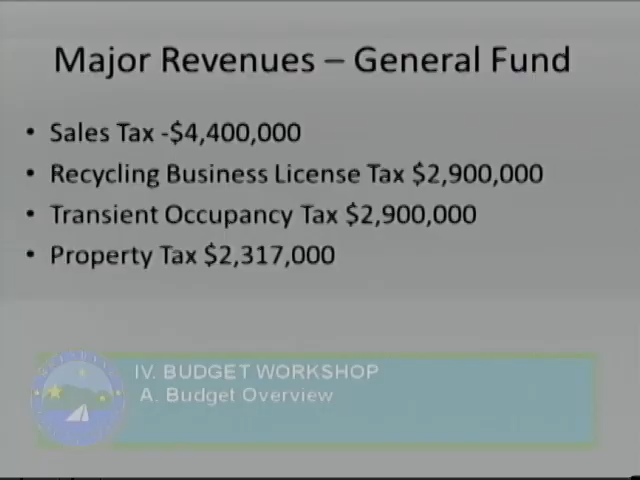 Major Revenues – General Fund
• Sales Tax -$4,400,000
• Recycling Business License Tax $2,900,000
• Transient Occupancy Tax $2,900,000
• Property Tax $2,317,000
IV. BUDGET WORKSHOP
A. Budget Overview